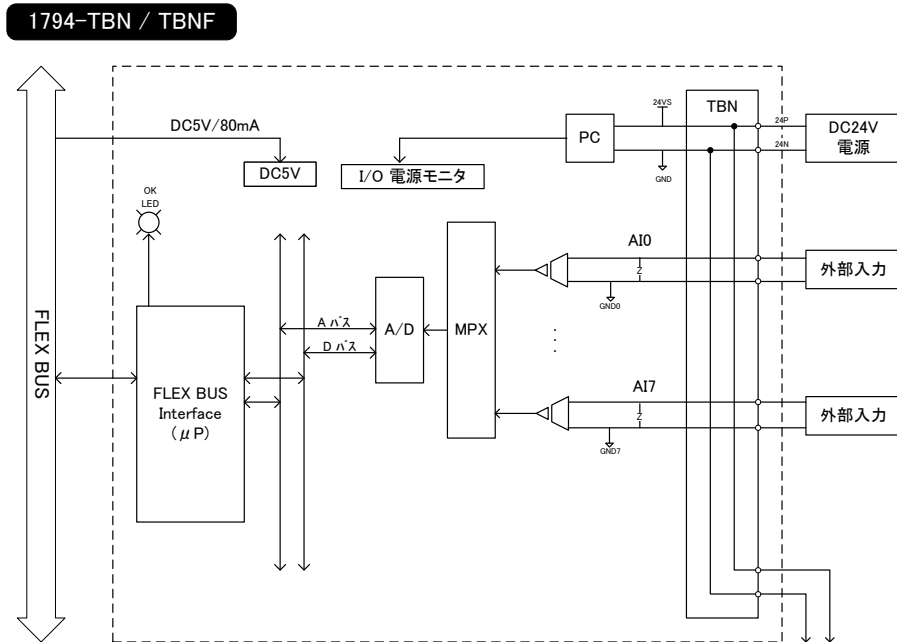 1794-TBN / TBNF
DC5V/80mA
DC5V
I/O 電源モニタ
PC
24VS
GND
TBN
24P
24N
DC24V
電源
OK
LED
FLEX BUS
FLEX BUS
Interface
(μP)
A バス
D バス
A/D
MPX
AI0
Z
GND0
外部入力
AI7
Z
GND7
外部入力